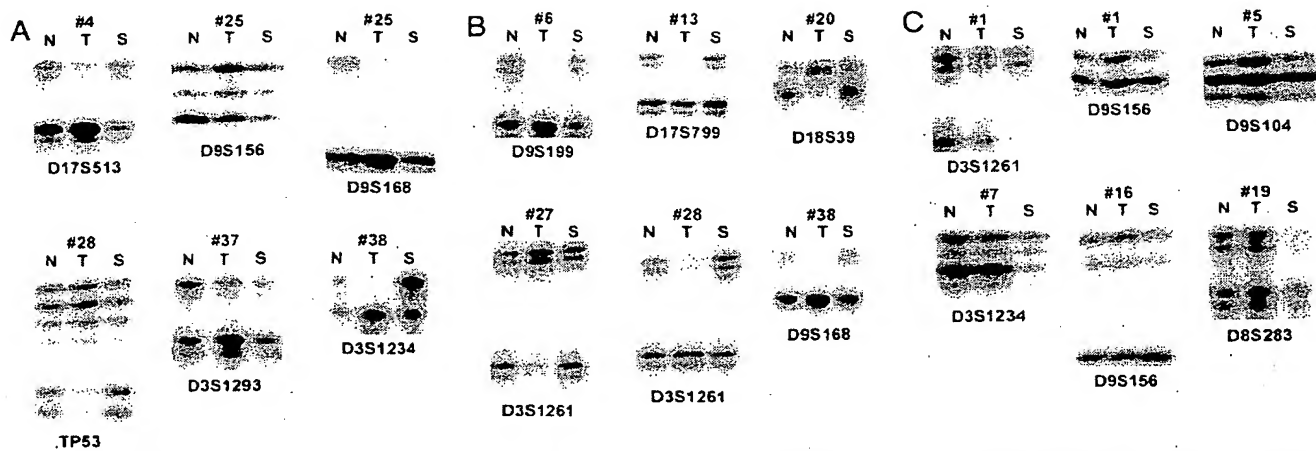 A
#4
N T S
D17S513
#25
N T S
D9S156
#25
N T S
D9S168
#28
N T S
TP53
#37
N T S
D3S1293
#38
N T S
D3S1234
B
#6
N T S
D9S199
#13
N T S
D17S799
#20
N T S
D18S39
#27
N T S
D3S1261
#28
N T S
D3S1261
#38
N T S
D9S168
C
#1
N T S
D3S1261
#1
N T S
D9S156
#5
N T S
D9S104
#7
N T S
D3S1234
#16
N T S
D9S156
#19
N T S
D8S283